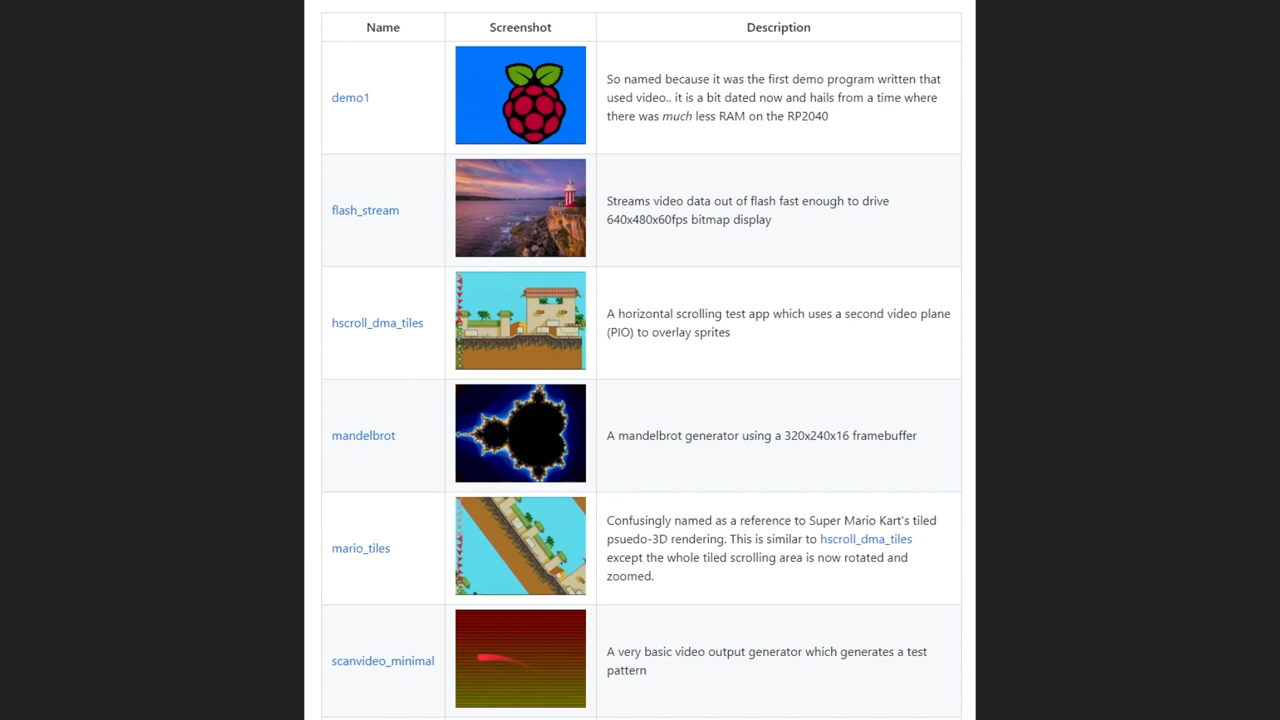 Name Screenshot Description
demo1
So named because it was the first demo program written that
used video.. it is a bit dated now and hails from a time where
there was much less RAM on the RP2040
flash_stream
Streams video data out of flash fast enough to drive
640x480x60fps bitmap display
hscroll_dma_tiles
A horizontal scrolling test app which uses a second video plane
(PIO) to overlay sprites
mandelbrot
A mandelbrot generator using a 320x240x16 framebuffer
mario_tiles
Confusingly named as a reference to Super Mario Kart's tiled
psuedo-3D rendering. This is similar to hscroll_dma_tiles
except the whole tiled scrolling area is now rotated and
zoomed.
scanvideo_minimal
A very basic video output generator which generates a test
pattern